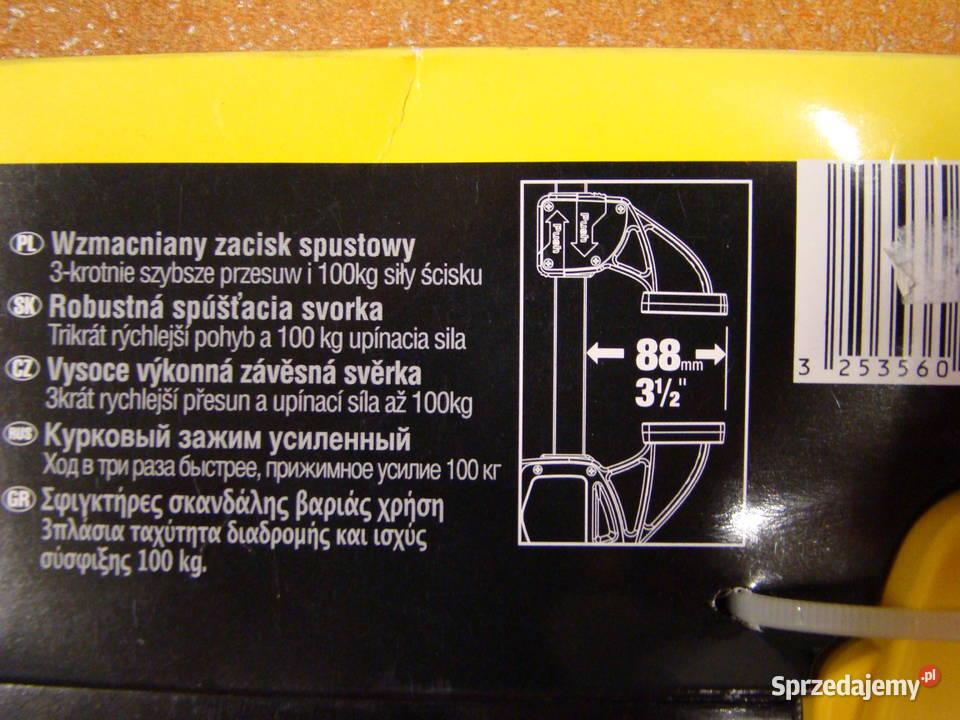 PL Wzmacniany zacisk spustowy
3-krotnie szybsze przesuw i 100kg siły ścisku
SK Robustná spúšťacia svorka
Trikrát rýchlejší pohyb a 100 kg upínacia sila
CZ Vysoce výkonná závěsná svěrka
3krát rychlejší přesun a upínací síla až 100kg
RUS Курковый зажим усиленный
Ход в три раза быстрее, прижимное усилие 100 кг
GR Σφιγκτήρες σκανδάλης βαριάς χρήση
3πλάσια ταχύτητα διαδρομής και ισχύς
σύσφιξης 100 kg.
Push
Push
88mm
3½"
3 253560
Sprzedajemy.pl